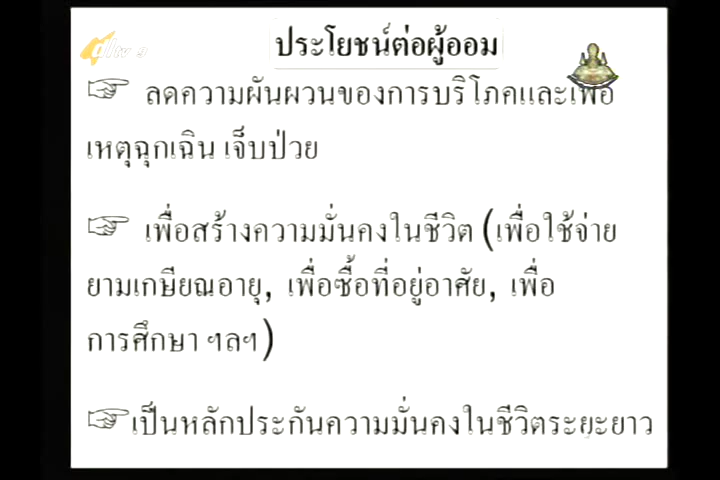 ประโยชน์ต่อผู้ออม
☞ ลดความผันผวนของการบริโภคและเพื่อ
เหตุฉุกเฉิน เจ็บป่วย
☞ เพื่อสร้างความมั่นคงในชีวิต (เพื่อใช้จ่าย
ยามเกษียณอายุ, เพื่อซื้อที่อยู่อาศัย, เพื่อ
การศึกษา ฯลฯ)
☞เป็นหลักประกันความมั่นคงในชีวิตระยะยาว